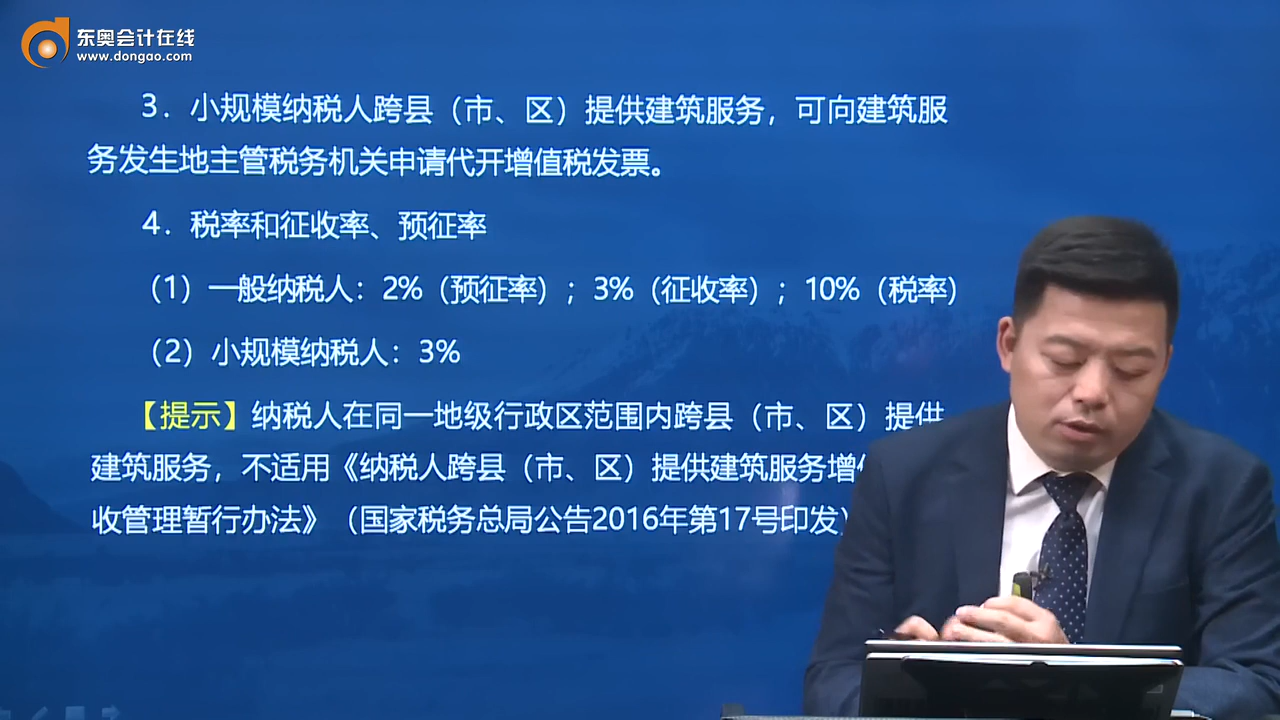 东奥会计在线
www.dongao.com
3．小规模纳税人跨县（市、区）提供建筑服务，可向建筑服
务发生地主管税务机关申请代开增值税发票。
4．税率和征收率、预征率
（1）一般纳税人：2%（预征率）；3%（征收率）；10%（税率）
（2）小规模纳税人：3%
【提示】纳税人在同一地级行政区范围内跨县（市、区）提供
建筑服务，不适用《纳税人跨县（市、区）提供建筑服务增
收管理暂行办法》（国家税务总局公告2016年第17号印发）